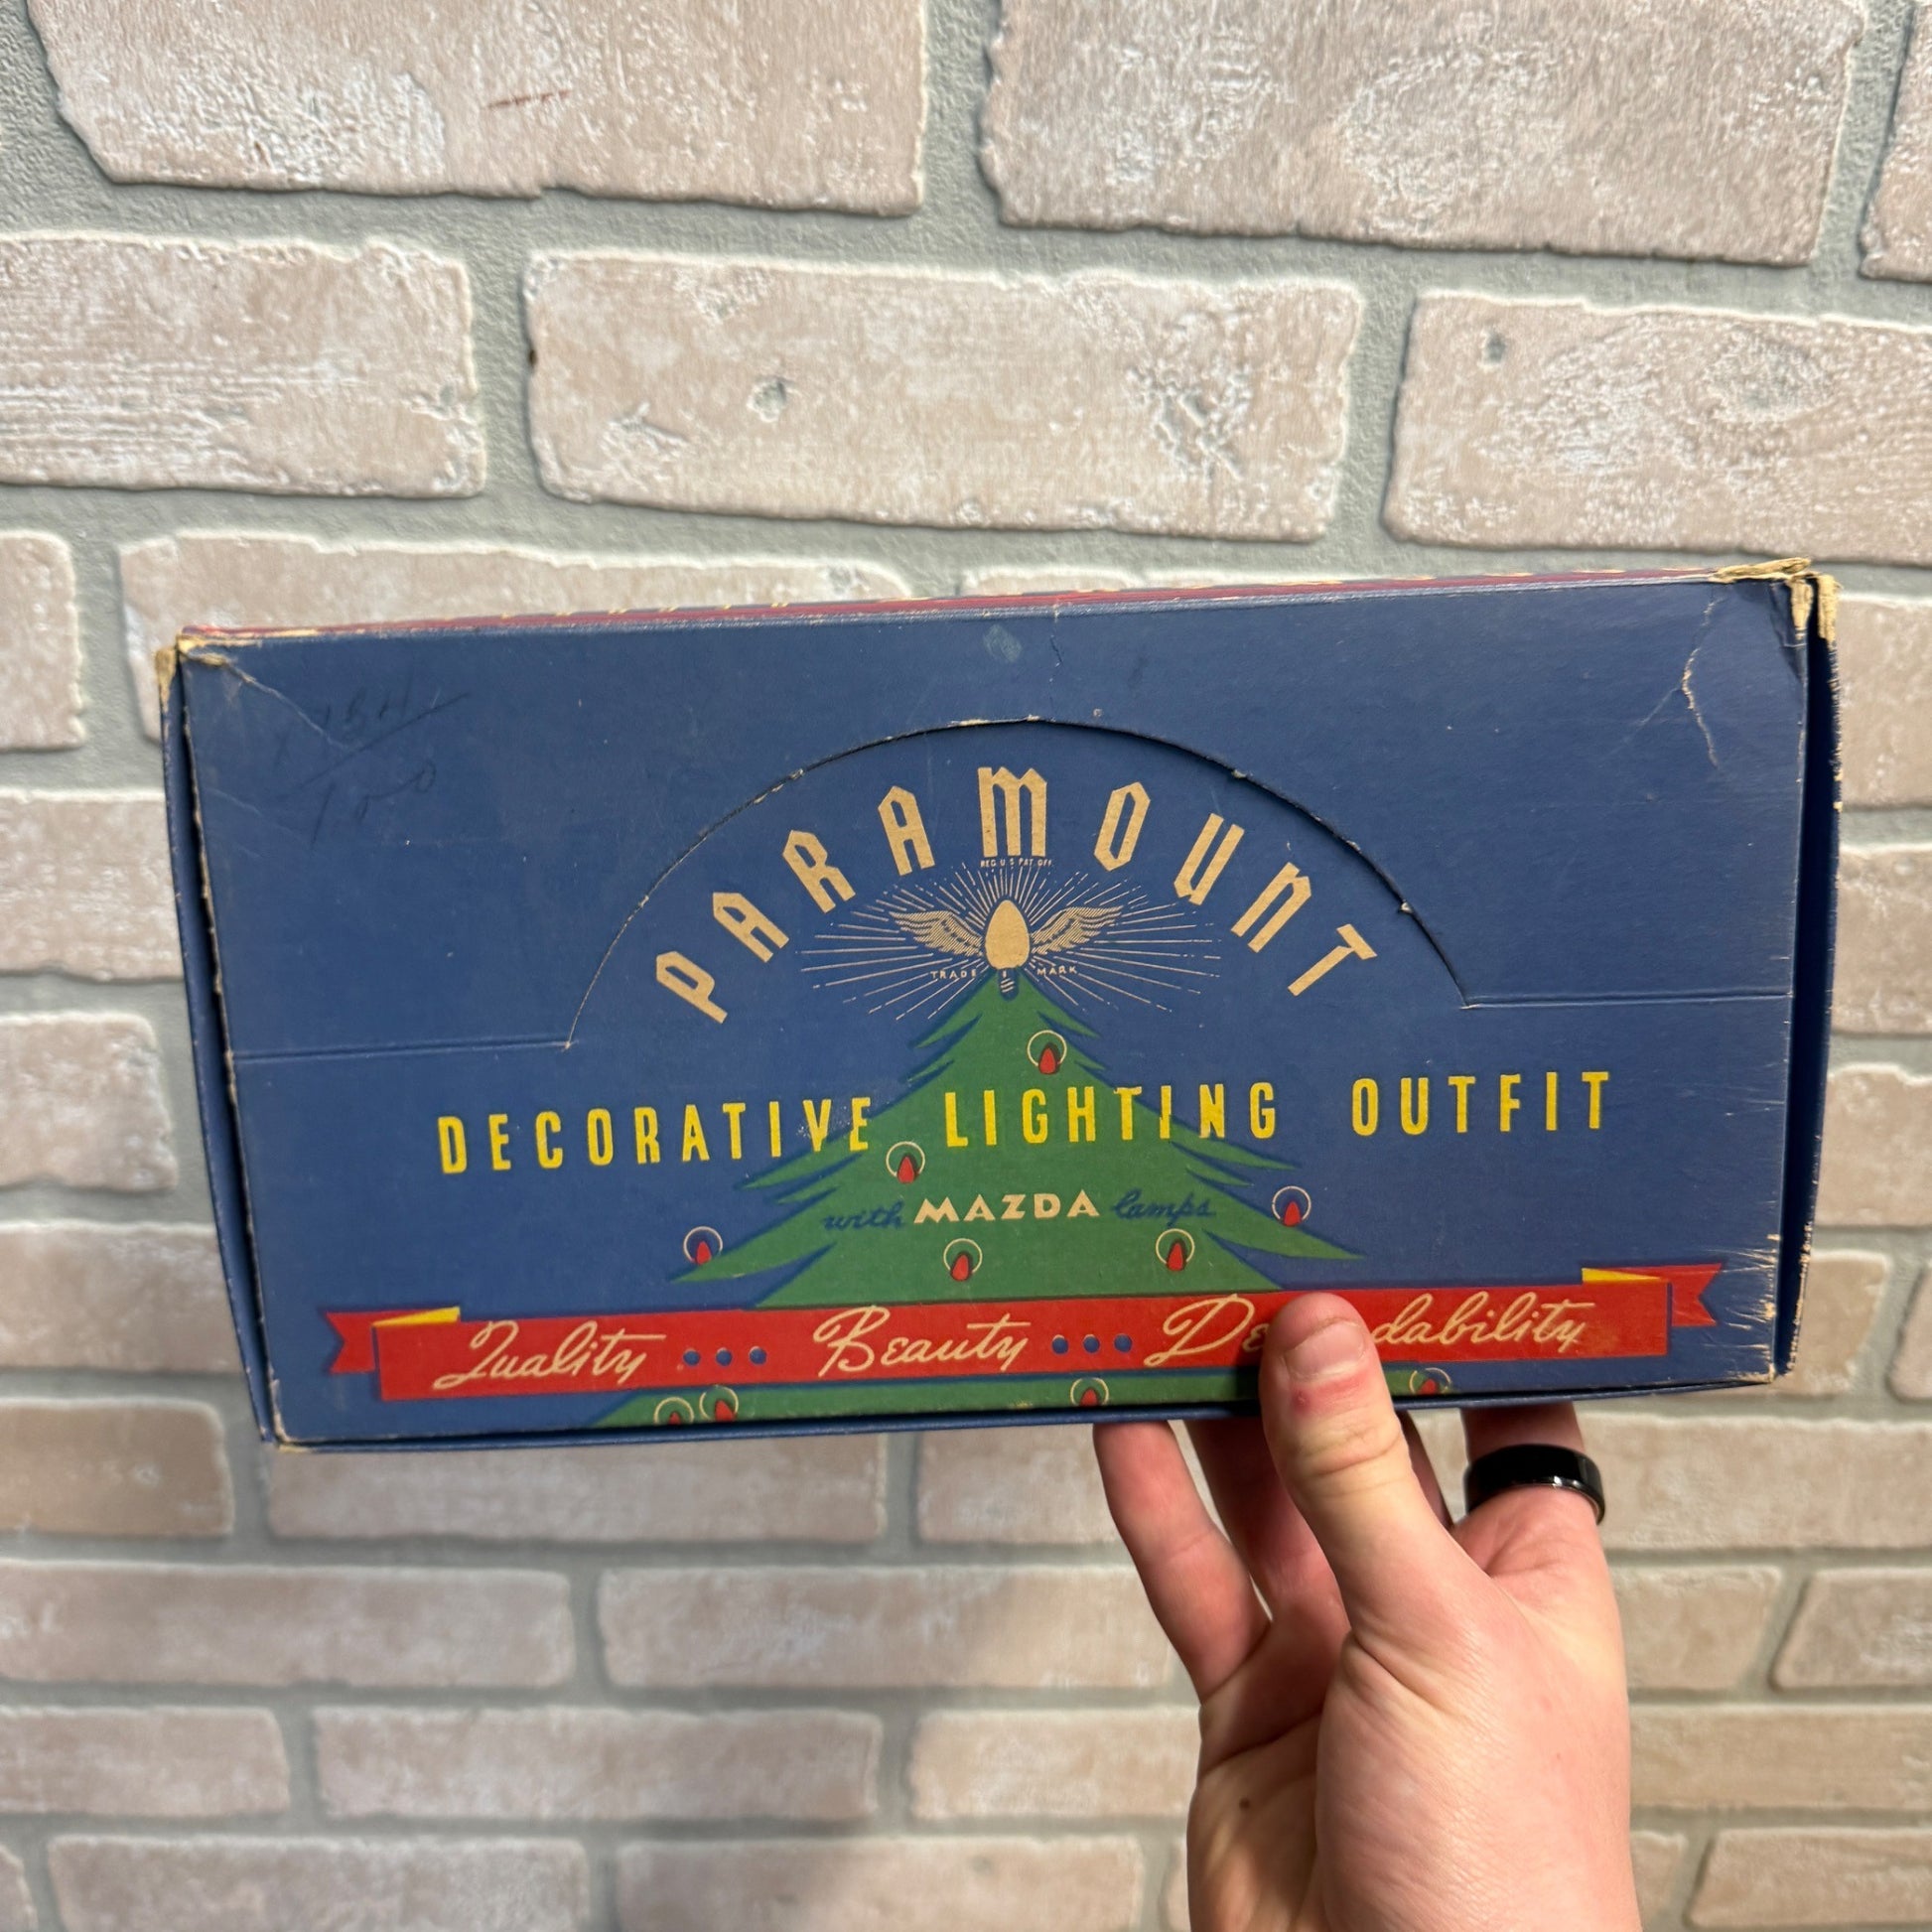 PARAMOUNT
REG. U S PAT OFF.
TRADE MARK
DECORATIVE LIGHTING OUTFIT
with MAZDA lamps
Quality ... Beauty ...